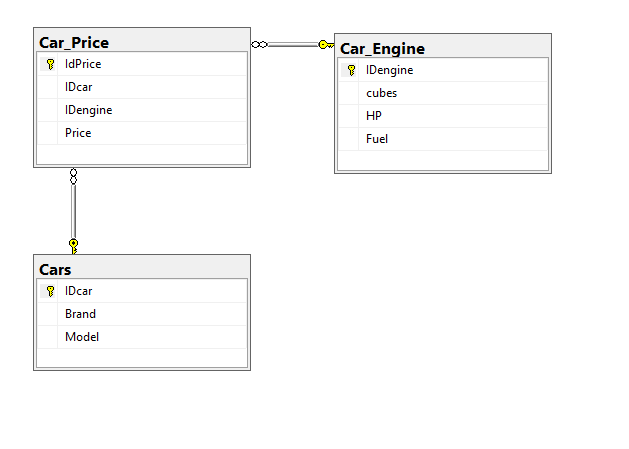 Car_Price
IdPrice
IDcar
IDengine
Price
Car_Engine
IDengine
cubes
HP
Fuel
Cars
IDcar
Brand
Model